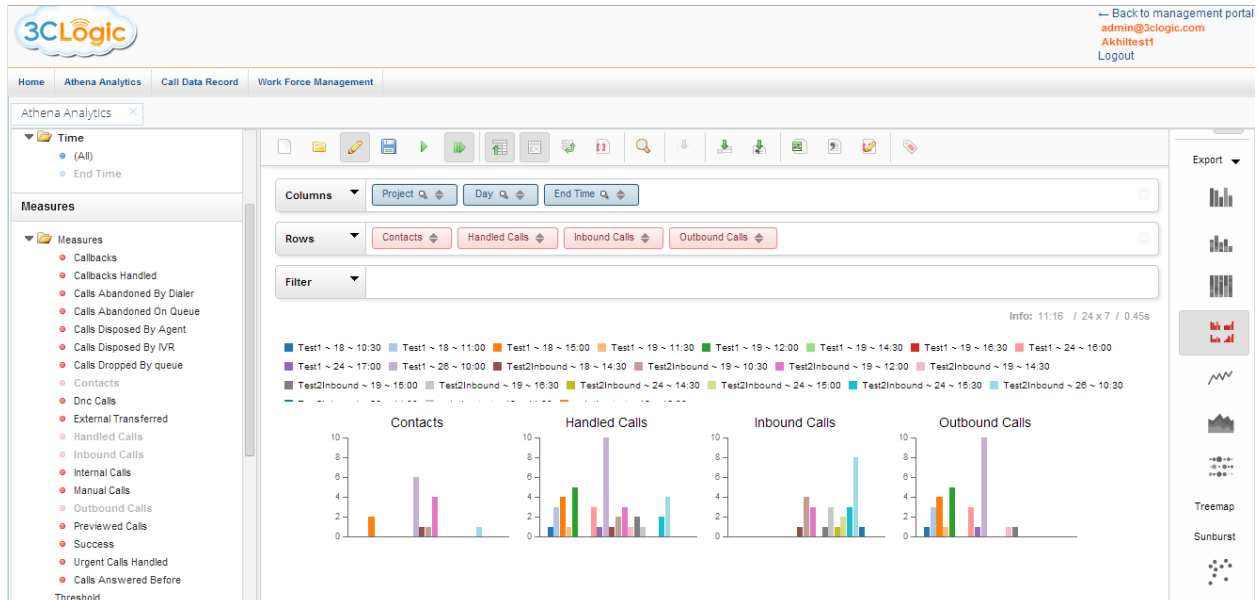 3CLogic
← Back to management portal
admin@3clogic.com
Akhiltest1
Logout
Home Athena Analytics Call Data Record Work Force Management
Athena Analytics
Time
(All)
End Time
Measures
Measures
Callbacks
Callbacks Handled
Calls Abandoned By Dialer
Calls Abandoned On Queue
Calls Disposed By Agent
Calls Disposed By IVR
Calls Dropped By queue
Contacts
Dnc Calls
External Transferred
Handled Calls
Inbound Calls
Internal Calls
Manual Calls
Outbound Calls
Previewed Calls
Success
Urgent Calls Handled
Calls Answered Before
Threshold
Columns Project Day End Time
Rows Contacts Handled Calls Inbound Calls Outbound Calls
Filter
Info: 11:16 / 24 x 7 / 0.45s
Test1 ~ 18 ~ 10:30 Test1 ~ 18 ~ 11:00 Test1 ~ 18 ~ 15:00 Test1 ~ 19 ~ 11:30 Test1 ~ 19 ~ 12:00 Test1 ~ 19 ~ 14:30 Test1 ~ 19 ~ 16:30 Test1 ~ 24 ~ 16:00
Test1 ~ 24 ~ 17:00 Test1 ~ 26 ~ 10:00 Test2Inbound ~ 18 ~ 14:30 Test2Inbound ~ 19 ~ 10:30 Test2Inbound ~ 19 ~ 12:00 Test2Inbound ~ 19 ~ 14:30
Test2Inbound ~ 19 ~ 15:00 Test2Inbound ~ 19 ~ 16:30 Test2Inbound ~ 24 ~ 14:30 Test2Inbound ~ 24 ~ 15:00 Test2Inbound ~ 24 ~ 15:30 Test2Inbound ~ 26 ~ 10:30
Contacts
10
8
6
4
2
0
Handled Calls
10
8
6
4
2
0
Inbound Calls
10
8
6
4
2
0
Outbound Calls
10
8
6
4
2
0
Export
Treemap
Sunburst